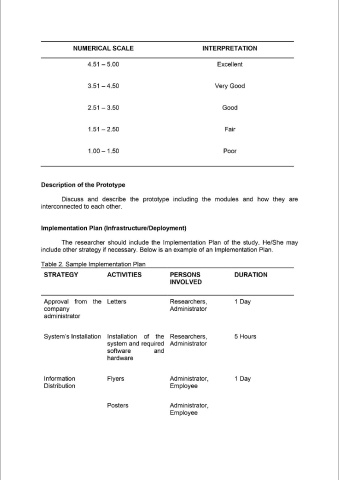 NUMERICAL SCALE INTERPRETATION
4.51 – 5.00 Excellent
3.51 – 4.50 Very Good
2.51 – 3.50 Good
1.51 – 2.50 Fair
1.00 – 1.50 Poor
Description of the Prototype
Discuss and describe the prototype including the modules and how they are
interconnected to each other.
Implementation Plan (Infrastructure/Deployment)
The researcher should include the Implementation Plan of the study. He/She may
include other strategy if necessary. Below is an example of an Implementation Plan.
Table 2. Sample Implementation Plan
STRATEGY ACTIVITIES PERSONS DURATION
INVOLVED
Approval from the Letters Researchers, 1 Day
company Administrator
administrator
System's Installation Installation of the Researchers, 5 Hours
system and required Administrator
software and
hardware
Information Flyers Administrator, 1 Day
Distribution Employee
Posters Administrator,
Employee